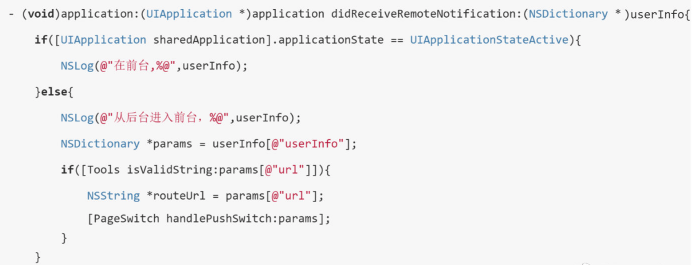 - (void)application:(UIApplication *)application didReceiveRemoteNotification:(NSDictionary * )userInfo{
if([UIApplication sharedApplication].applicationState == UIApplicationStateActive){
NSLog(@"在前台,%@",userInfo);
}else{
NSLog(@"从后台进入前台，%@",userInfo);
NSDictionary *params = userInfo[@"userInfo"];
if([Tools isValidString:params[@"url"]]){
NSString *routeUrl = params[@"url"];
[PageSwitch handlePushSwitch:params];
}
}